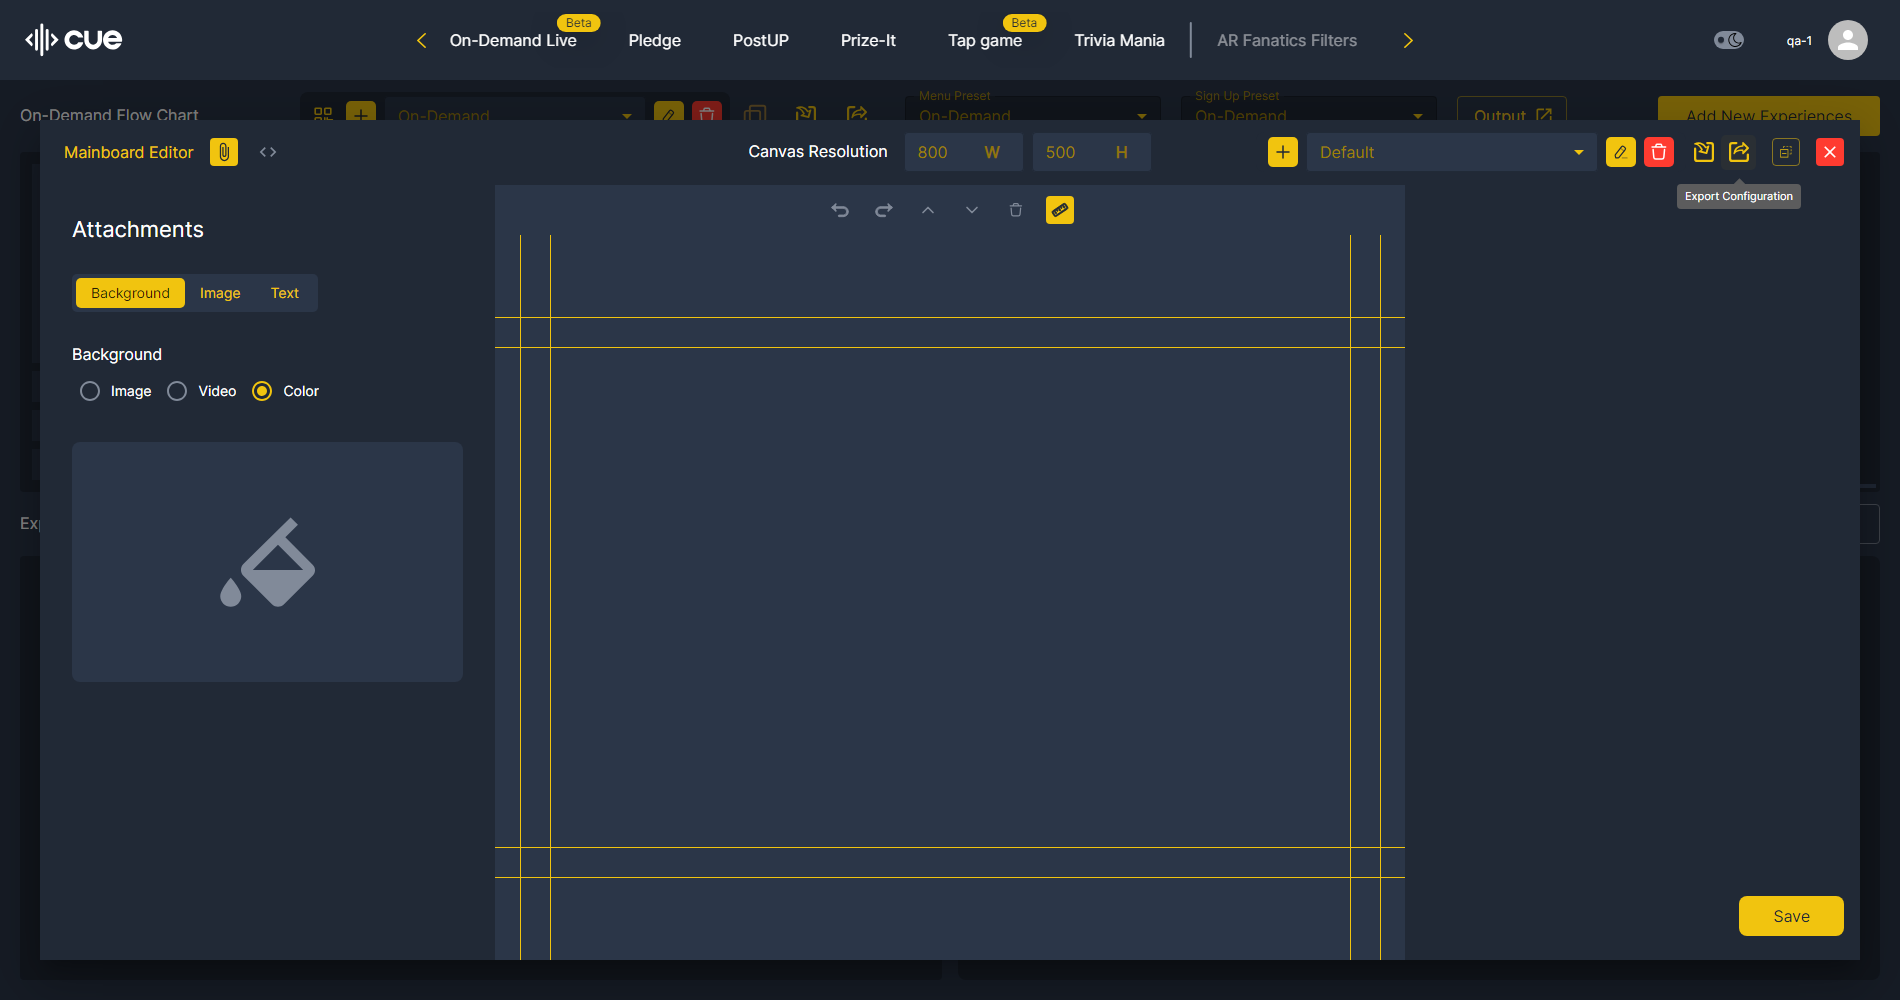 cue
Beta
On-Demand Live
Pledge
PostUP
Prize-It
Beta
Tap game
Trivia Mania
AR Fanatics Filters
qa-1
On-Demand Flow Chart
On-Demand
Menu Preset
On-Demand
Sign Up Preset
On-Demand
Output
Add New Experiences
Mainboard Editor
Canvas Resolution
800 W
500 H
Default
Export Configuration
Attachments
Background
Image
Text
Background
Image
Video
Color
Save